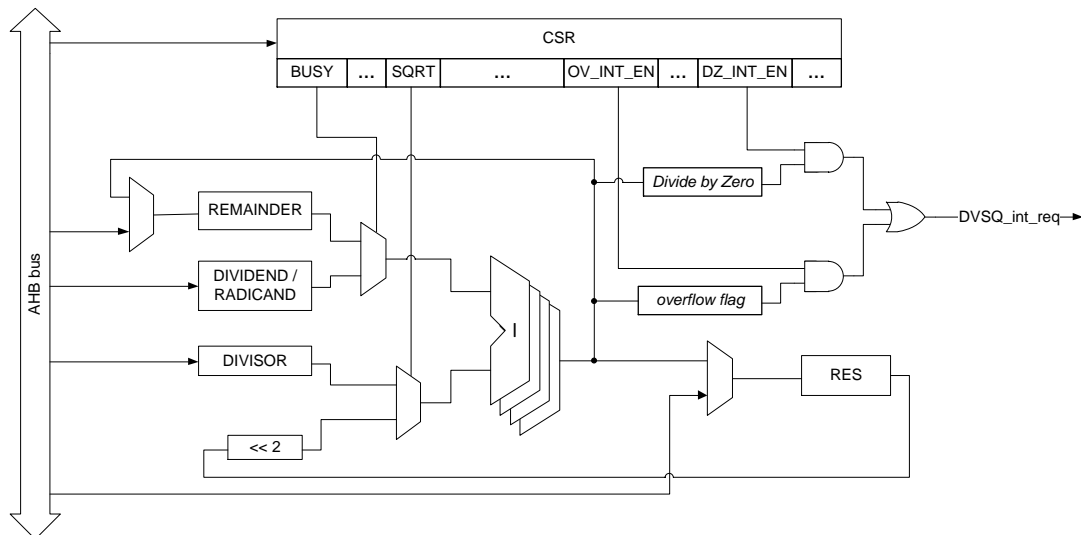 CSR
BUSY ... SQRT ... OV_INT_EN ... DZ_INT_EN ...
Divide by Zero
REMAINDER
DVSQ_int_req
DIVIDEND /
RADICAND
AHB bus
overflow flag
I
DIVISOR
RES
<< 2